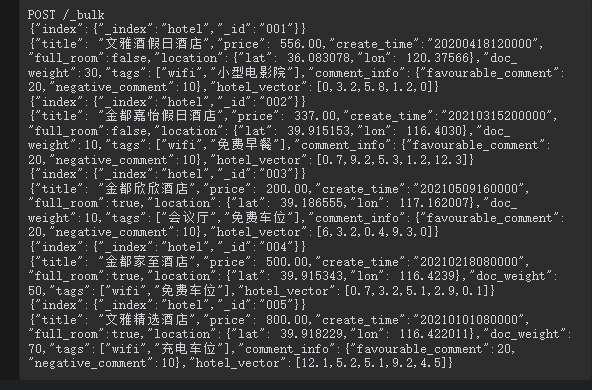 POST /_bulk
{"index":{"_index":"hotel","_id":"001"}}
{"title": "文雅酒假日酒店","price": 556.00,"create_time":"20200418120000",
"full_room":false,"location":{"lat": 36.083078,"lon": 120.37566},"doc_
weight":30,"tags":["wifi","小型电影院"],"comment_info":{"favourable_comment":
20,"negative_comment":10},"hotel_vector":[0,3.2,5.8,1.2,0]}
{"index":{"_index":"hotel","_id":"002"}}
{"title": "金都嘉怡假日酒店","price": 337.00,"create_time":"20210315200000",
"full_room":false,"location":{"lat": 39.915153,"lon": 116.4030},"doc_
weight":10,"tags":["wifi","免费早餐"],"comment_info":{"favourable_comment":
20,"negative_comment":10},"hotel_vector":[0.7,9.2,5.3,1.2,12.3]}
{"index":{"_index":"hotel","_id":"003"}}
{"title": "金都欣欣酒店","price": 200.00,"create_time":"20210509160000",
"full_room":true,"location":{"lat": 39.186555,"lon": 117.162007},"doc_
weight":10,"tags":["会议厅","免费车位"],"comment_info":{"favourable_comment":
20,"negative_comment":10},"hotel_vector":[6,3.2,0.4,9.3,0]}
{"index":{"_index":"hotel","_id":"004"}}
{"title": "金都家至酒店","price": 500.00,"create_time":"20210218080000",
"full_room":true,"location":{"lat": 39.915343,"lon": 116.4239},"doc_weight":
50,"tags":["wifi","免费车位"],"hotel_vector":[0.7,3.2,5.1,2.9,0.1]}
{"index":{"_index":"hotel","_id":"005"}}
{"title": "文雅精选酒店","price": 800.00,"create_time":"20210101080000",
"full_room":true,"location":{"lat": 39.918229,"lon": 116.422011},"doc_weight":
70,"tags":["wifi","充电车位"],"comment_info":{"favourable_comment":20,
"negative_comment":10},"hotel_vector":[12.1,5.2,5.1,9.2,4.5]}